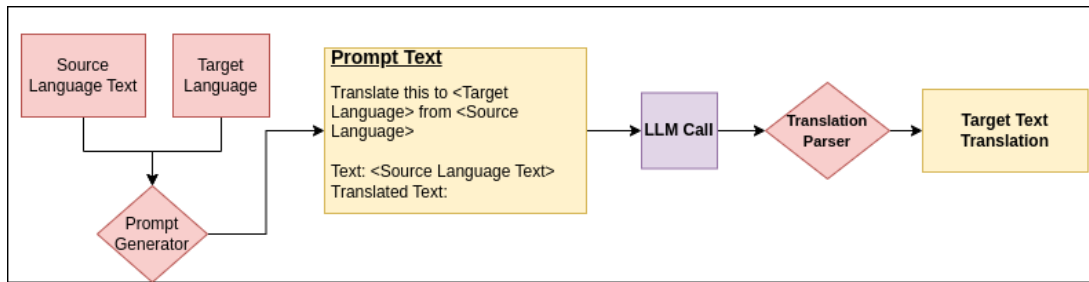 Source
Language Text
Target
Language
Prompt
Generator
Prompt Text
Translate this to <Target
Language> from <Source
Language>
Text: <Source Language Text>
Translated Text:
LLM Call
Translation
Parser
Target Text
Translation